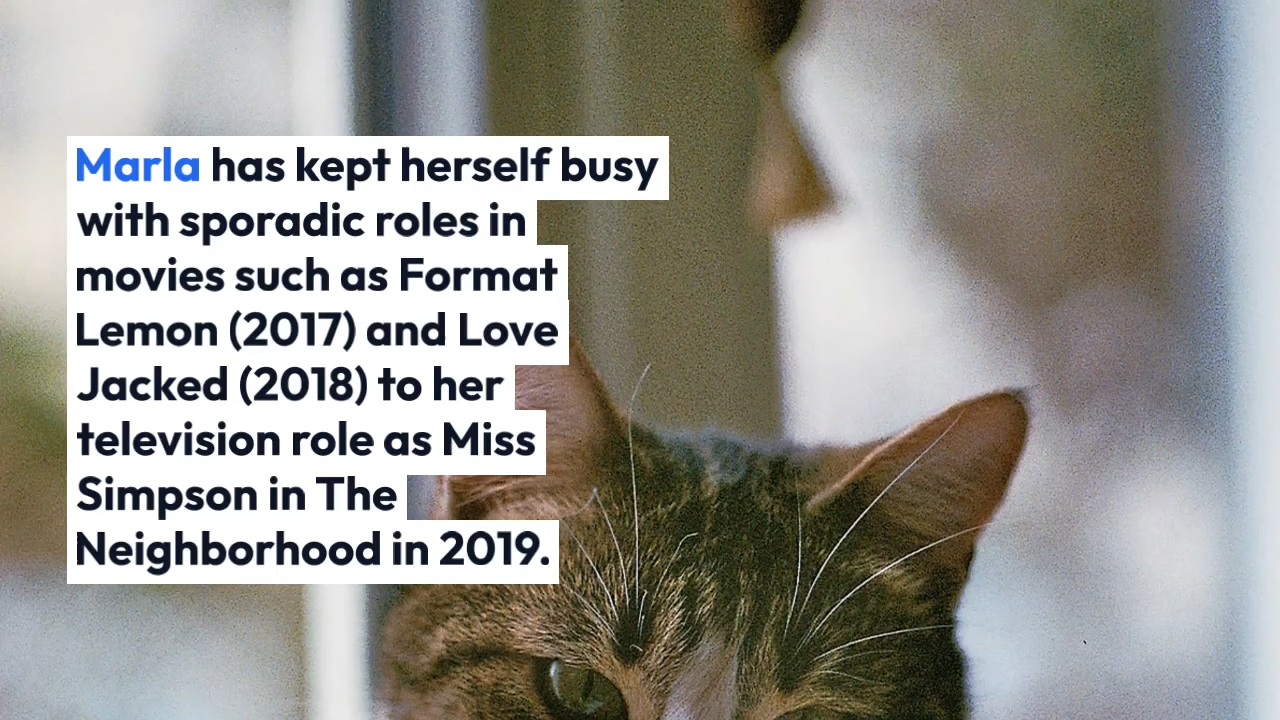 Marla has kept herself busy
with sporadic roles in
movies such as Format
Lemon (2017) and Love
Jacked (2018) to her
television role as Miss
Simpson in The
Neighborhood in 2019.